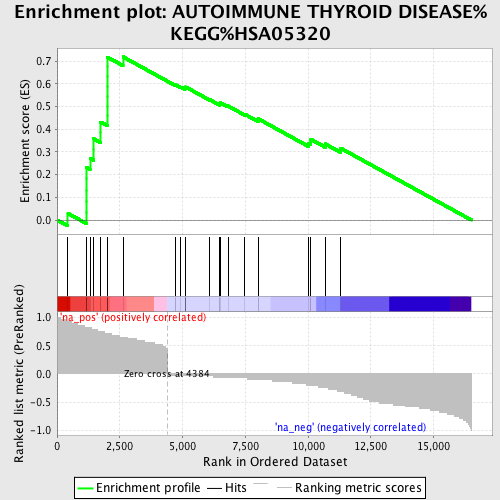 Enrichment plot: AUTOIMMUNE THYROID DISEASE%
KEGG%HSA05320
Enrichment score (ES)
0.7
0.6
0.5
0.4
0.3
0.2
0.1
0.0
Ranked list metric (PreRanked)
1.0
0.5
0.0
-0.5
-1.0
'na_pos' (positively correlated)
Zero cross at 4384
'na_neg' (negatively correlated)
0
2,500
5,000
7,500
10,000
12,500
15,000
Rank in Ordered Dataset
Enrichment profile
Hits
Ranking metric scores